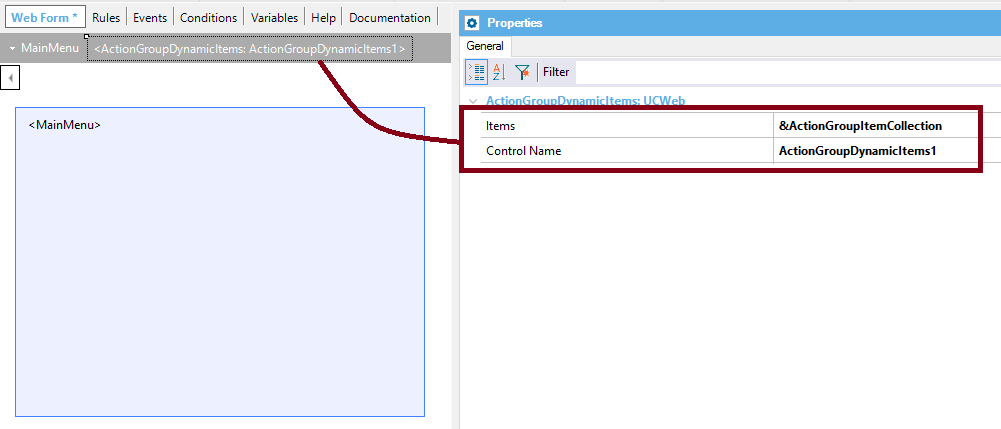 Web Form * Rules Events Conditions Variables Help Documentation
MainMenu <ActionGroupDynamicItems: ActionGroupDynamicItems1>
<MainMenu>
Properties
General
A Z Filter
ActionGroupDynamicItems: UCWeb
Items &ActionGroupItemCollection
Control Name ActionGroupDynamicItems1